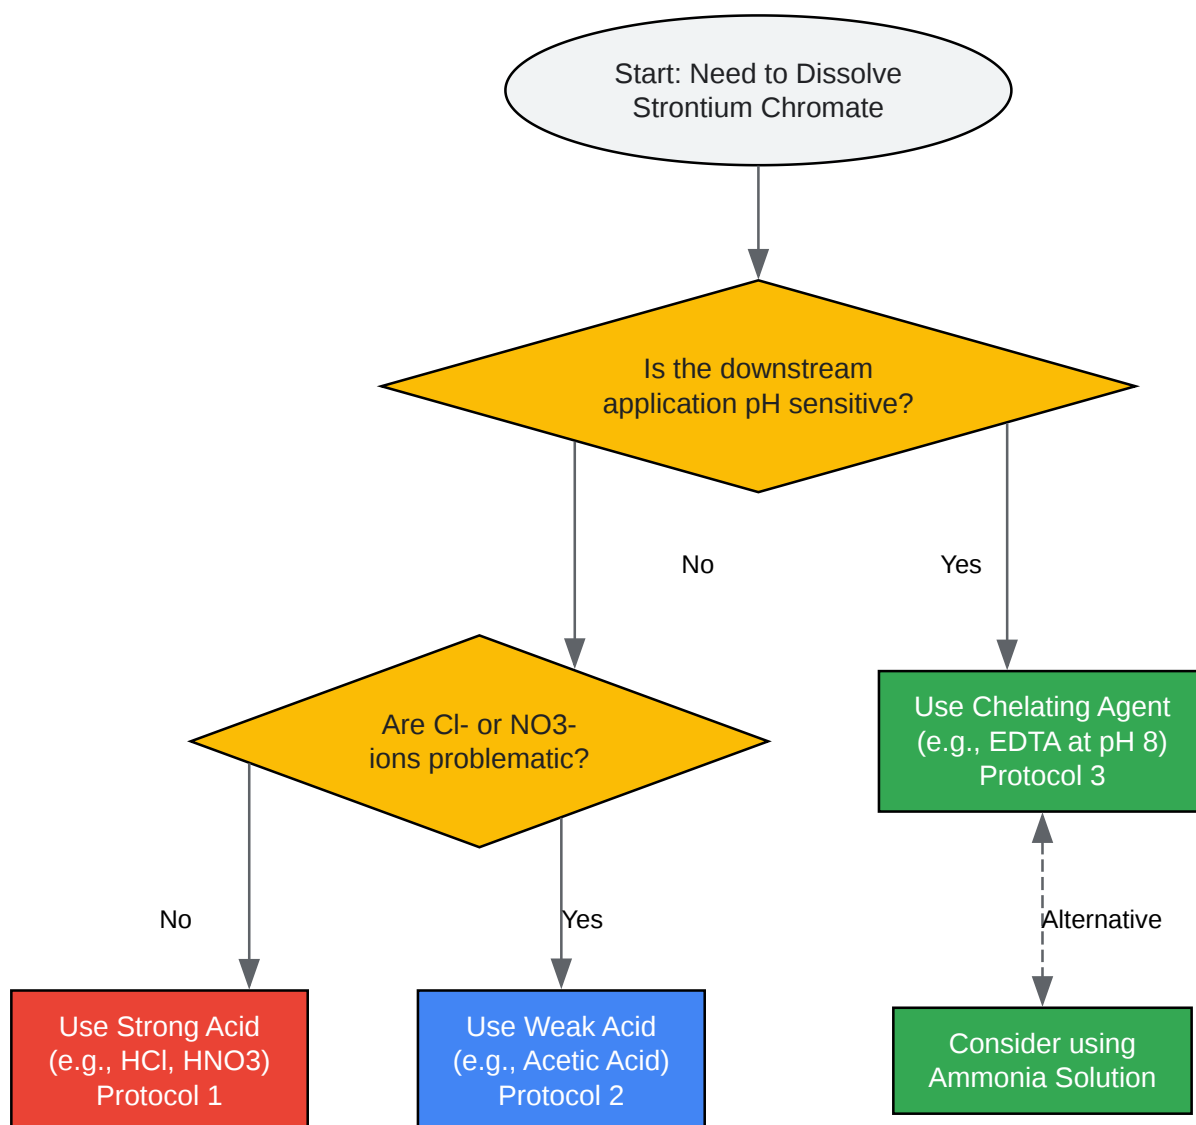 Start: Need to Dissolve
Strontium Chromate
Is the downstream
application pH sensitive?
No
Yes
Are Cl- or NO3-
ions problematic?
Use Chelating Agent
(e.g., EDTA at pH 8)
Protocol 3
No
Yes
Alternative
Use Strong Acid
(e.g., HCl, HNO3)
Protocol 1
Use Weak Acid
(e.g., Acetic Acid)
Protocol 2
Consider using
Ammonia Solution